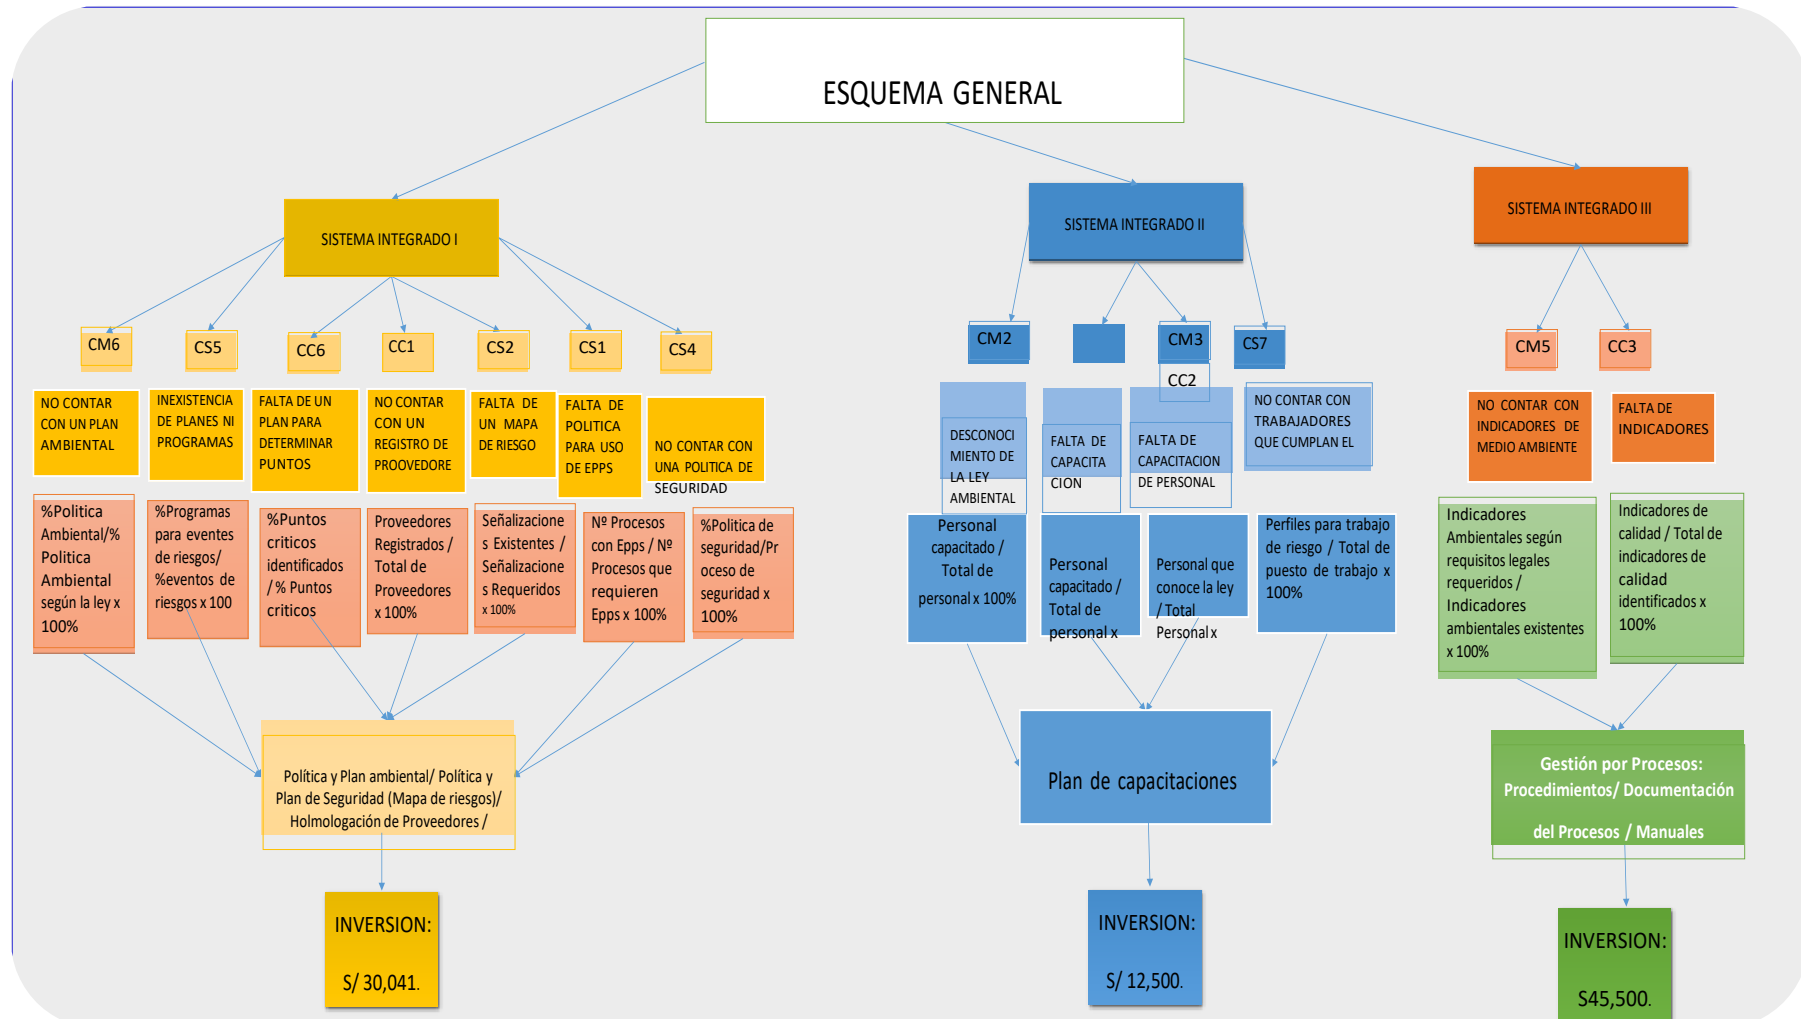 ESQUEMA GENERAL
SISTEMA INTEGRADO I
SISTEMA INTEGRADO II
SISTEMA INTEGRADO III
CM6
CS5
CC6
CC1
CS2
CS1
CS4
CM2
CM3
CC2
CS7
CM5
CC3
NO CONTAR
CON UN PLAN
AMBIENTAL
INEXISTENCIA
DE PLANES NI
PROGRAMAS
FALTA DE UN
PLAN PARA
DETERMINAR
PUNTOS
NO CONTAR
CON UN
REGISTRO DE
PROOVEDORE
FALTA DE
UN MAPA
DE RIESGO
FALTA DE
POLITICA
PARA USO
DE EPPS
NO CONTAR CON
UNA POLITICA DE
SEGURIDAD
DESCONOCI
MIENTO DE
LA LEY
AMBIENTAL
FALTA DE
CAPACITA
CION
FALTA DE
CAPACITACION
DE PERSONAL
NO CONTAR CON
TRABAJADORES
QUE CUMPLAN EL
NO CONTAR CON
INDICADORES DE
MEDIO AMBIENTE
FALTA DE
INDICADORES
%Politica
Ambiental/%
Politica
Ambiental
según la ley x
100%
%Programas
para eventes
de riesgos/
%eventos de
riesgos x 100
%Puntos
criticos
identificados
/ % Puntos
criticos
Proveedores
Registrados /
Total de
Proveedores
x 100%
Señalizacione
s Existentes /
Señalizacione
s Requeridos
x 100%
Nº Procesos
con Epps / Nº
Procesos que
requieren
Epps x 100%
%Politica de
seguridad/Pr
oceso de
seguridad x
100%
Personal
capacitado /
Total de
personal x 100%
Personal
capacitado /
Total de
personal x
Personal que
conoce la ley
/ Total
Personal x
Perfiles para trabajo
de riesgo / Total de
puesto de trabajo x
100%
Indicadores
Ambientales según
requisitos legales
requeridos /
Indicadores
ambientales existentes
x 100%
Indicadores de
calidad / Total de
indicadores de
calidad
identificados x
100%
Política y Plan ambiental/ Política y
Plan de Seguridad (Mapa de riesgos)/
Holmologación de Proveedores /
Plan de capacitaciones
Gestión por Procesos:
Procedimientos/ Documentación
del Procesos / Manuales
INVERSION:
S/ 30,041.
INVERSION:
S/ 12,500.
INVERSION:
S45,500.